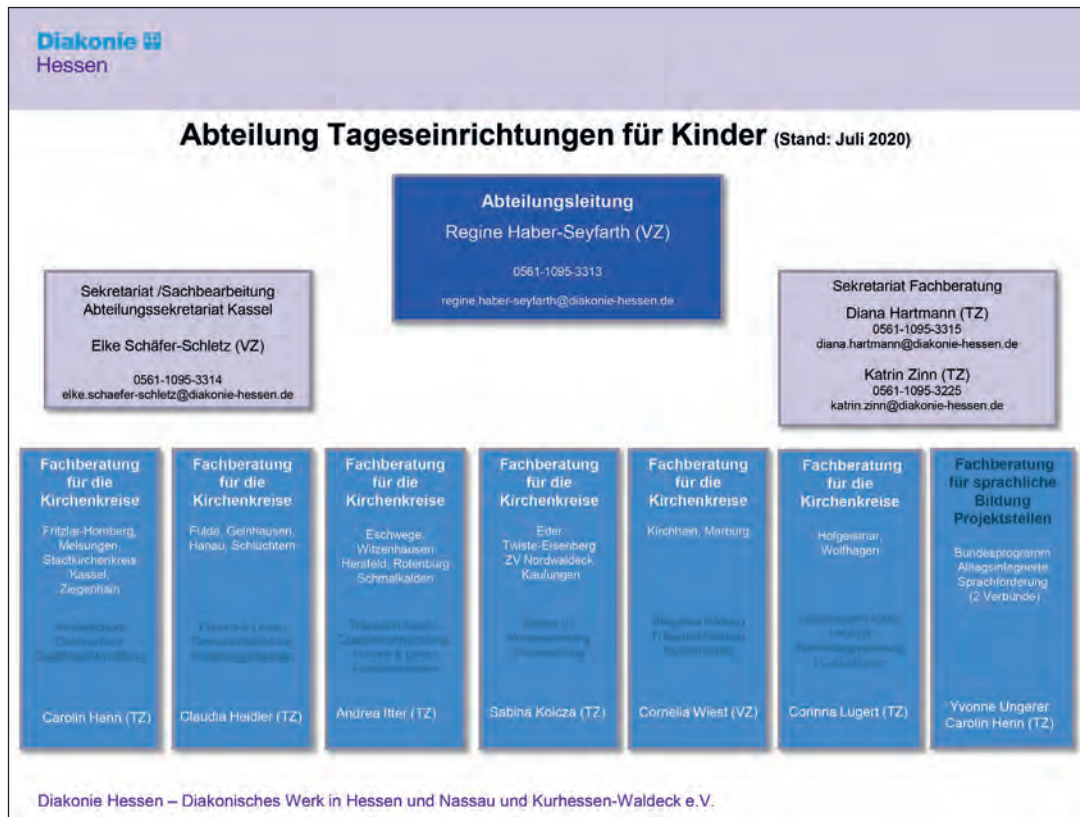 Diakonie
Hessen
Abteilung Tageseinrichtungen für Kinder (Stand: Juli 2020)
Abteilungsleitung
Regine Haber-Seyfarth (VZ)
0561-1095-3313
regine.haber-seyfarth@diakonie-hessen.de
Sekretariat /Sachbearbeitung
Abteilungssekretariat Kassel
Elke Schäfer-Schletz (VZ)
0561-1095-3314
elke.schaefer-schletz@diakonie-hessen.de
Sekretariat Fachberatung
Diana Hartmann (TZ)
0561-1095-3315
diana.hartmann@diakonie-hessen.de
Katrin Zinn (TZ)
0561-1095-3225
katrin.zinn@diakonie-hessen.de
Fachberatung
für die
Kirchenkreise
Fritzlar-Homberg,
Melsungen,
Stadtkirchenkreis
Kassel,
Ziegenhain
Carolin Henn (TZ)
Fachberatung
für die
Kirchenkreise
Fulda, Gelnhausen,
Hanau, Schlüchtern
Claudia Heidler (TZ)
Fachberatung
für die
Kirchenkreise
Eschwege,
Witzenhausen
Hersfeld, Rotenburg
Schmalkalden
Andrea Itter (TZ)
Fachberatung
für die
Kirchenkreise
Eder
Twiste-Eisenberg
ZV Nordwaldeck
Kaufungen
Sabina Kolcza (TZ)
Fachberatung
für die
Kirchenkreise
Kirchhain, Marburg
Cornelia Wiest (VZ)
Fachberatung
für die
Kirchenkreise
Hofgeismar,
Wolfhagen
Corinna Lugert (TZ)
Fachberatung
für sprachliche
Bildung
Projektstellen
Bundesprogramm
Alltagsintegrierte
Sprachförderung
(2 Verbünde)
Yvonne Ungerer
Carolin Henn (TZ)
Diakonie Hessen – Diakonisches Werk in Hessen und Nassau und Kurhessen-Waldeck e.V.